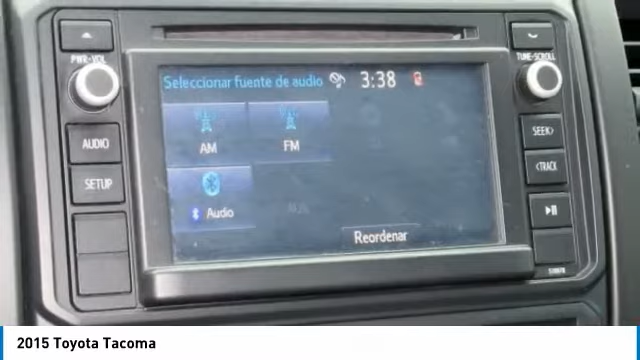 PWR•VOL
TUNE•SCROLL
Seleccionar fuente de audio 3:38
AM
FM
Audio
AUX
Reordenar
AUDIO
SETUP
SEEK>
<TRACK
2015 Toyota Tacoma